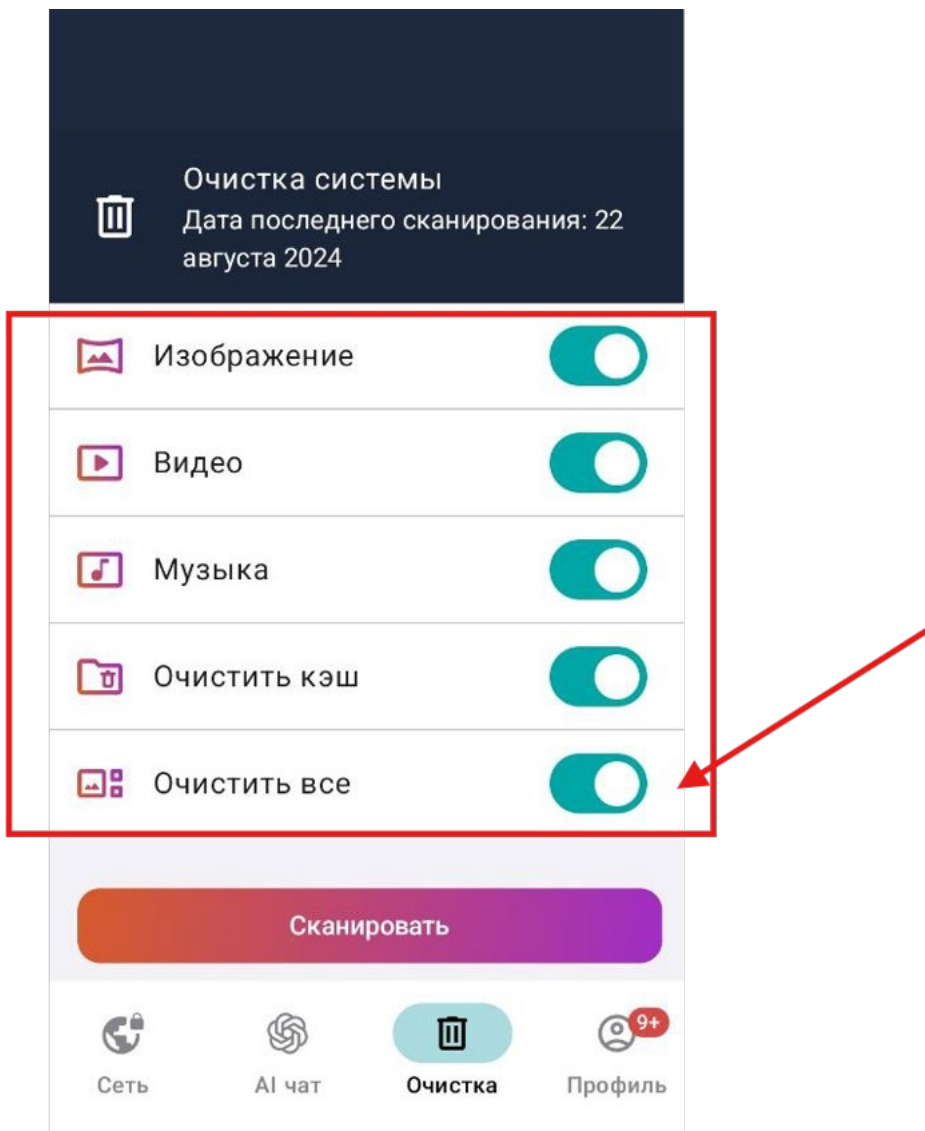 Очистка системы
Дата последнего сканирования: 22
августа 2024
Изображение
Видео
Музыка
Очистить кэш
Очистить все
Сканировать
9+
Сеть
AI чат
Очистка
Профиль